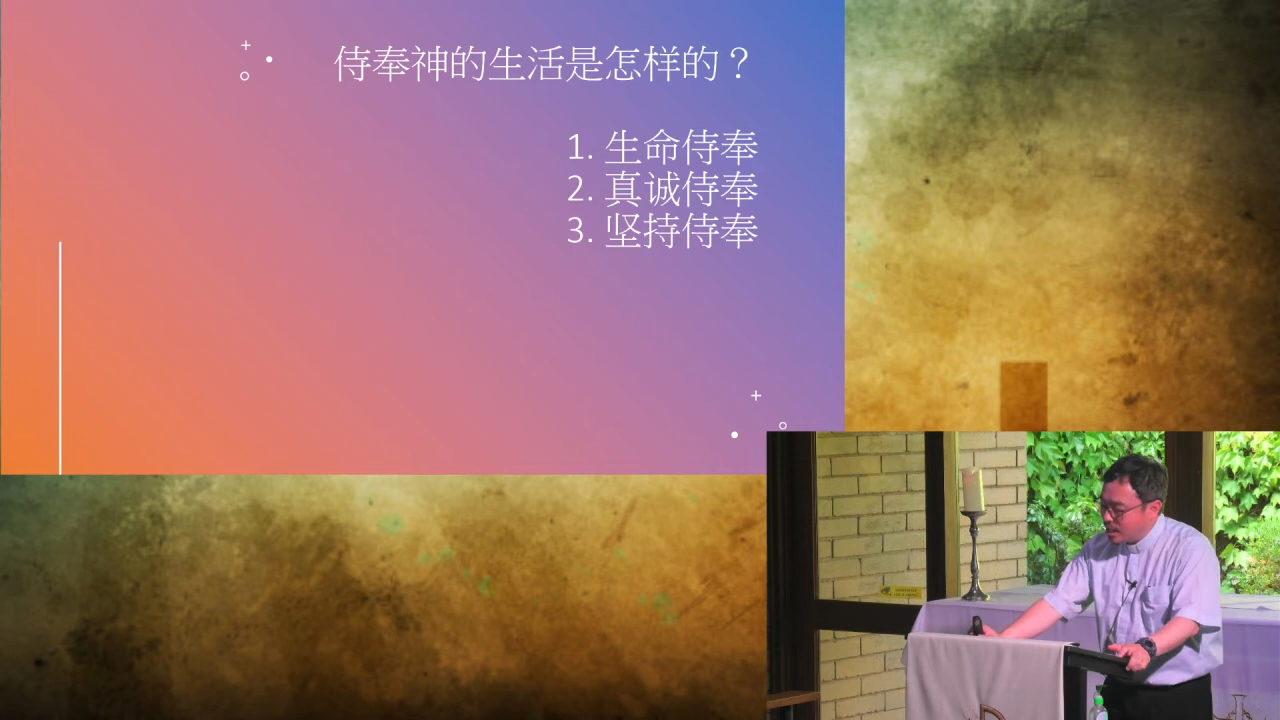 侍奉神的生活是怎样的？
1. 生命侍奉
2. 真诚侍奉
3. 坚持侍奉